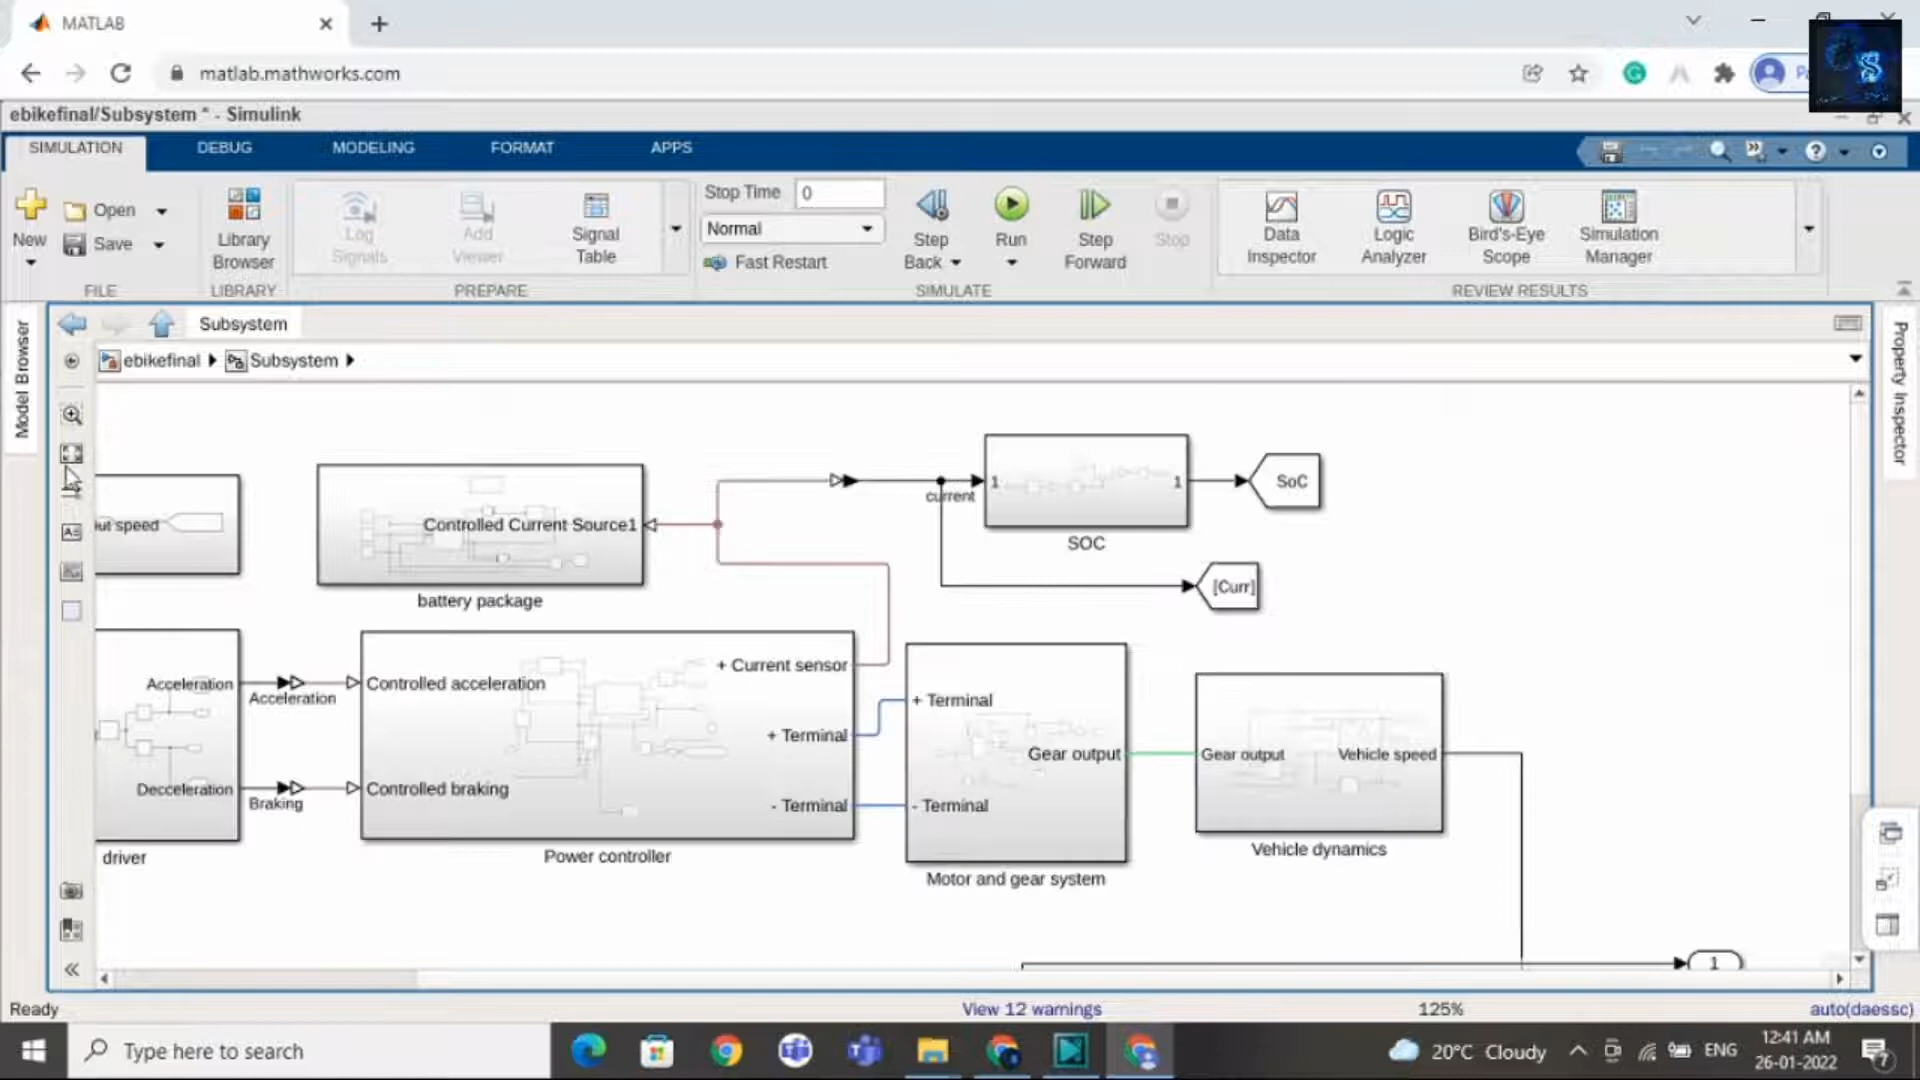 MATLAB
matlab.mathworks.com
ebikefinal/Subsystem * - Simulink
SIMULATION DEBUG MODELING FORMAT APPS
New
Open
Save
FILE
Library Browser
LIBRARY
Log Signals
Add Viewer
Signal Table
PREPARE
Stop Time 0
Normal
Fast Restart
Step Back
Run
Step Forward
Stop
SIMULATE
Data Inspector
Logic Analyzer
Bird's-Eye Scope
Simulation Manager
REVIEW RESULTS
Model Browser
Property Inspector
Subsystem
ebikefinal Subsystem
ut speed
Controlled Current Source1
battery package
current
1 1
SOC
SoC
[Curr]
Acceleration
Decceleration
driver
Acceleration
Braking
Controlled acceleration
Controlled braking
+ Current sensor
+ Terminal
- Terminal
Power controller
+ Terminal
- Terminal
Gear output
Motor and gear system
Gear output Vehicle speed
Vehicle dynamics
1
Ready View 12 warnings 125% auto(daessc)
Type here to search
20°C Cloudy
ENG
12:41 AM
26-01-2022
7